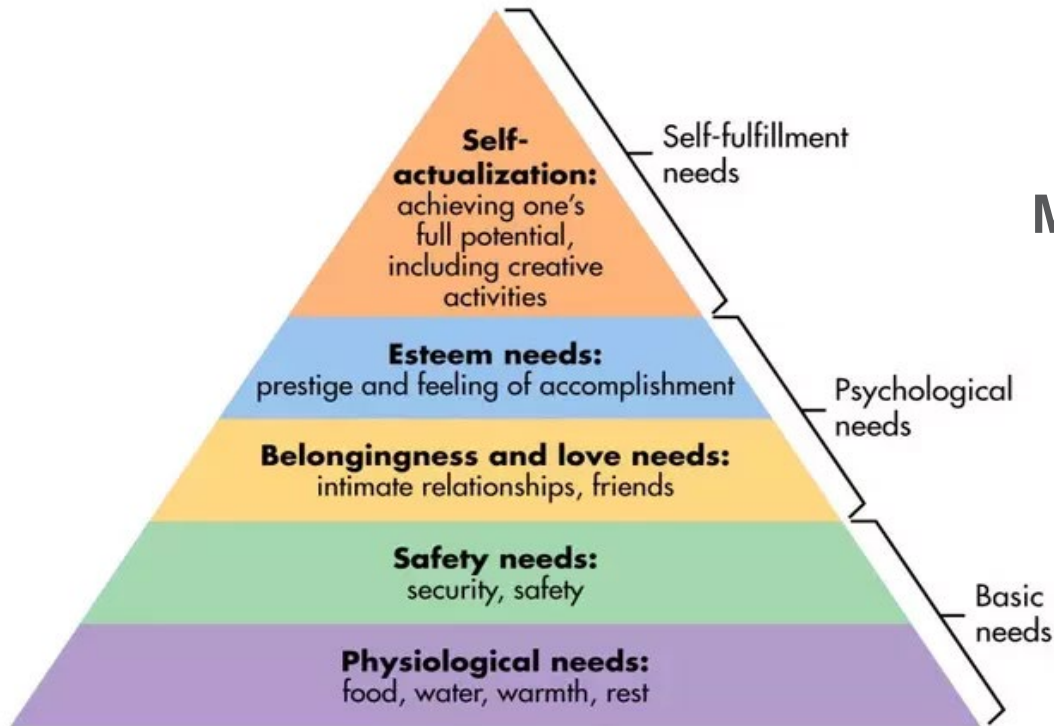 Self-
actualization:
achieving one's
full potential,
including creative
activities
Self-fulfillment
needs
M
Esteem needs:
prestige and feeling of accomplishment
Psychological
needs
Belongingness and love needs:
intimate relationships, friends
Safety needs:
security, safety
Basic
needs
Physiological needs:
food, water, warmth, rest